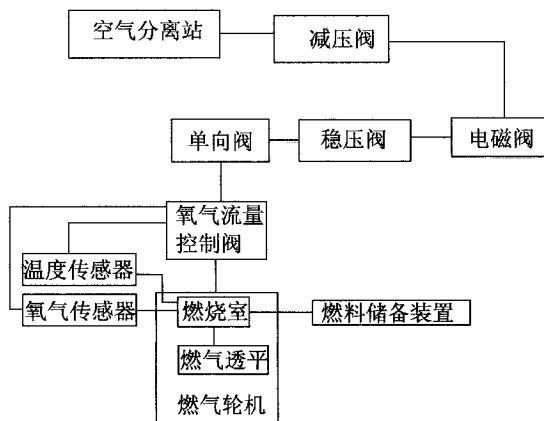 空气分离站
减压阀
单向阀
稳压阀
电磁阀
氧气流量
控制阀
温度传感器
氧气传感器
燃烧室
燃料储备装置
燃气透平
燃气轮机